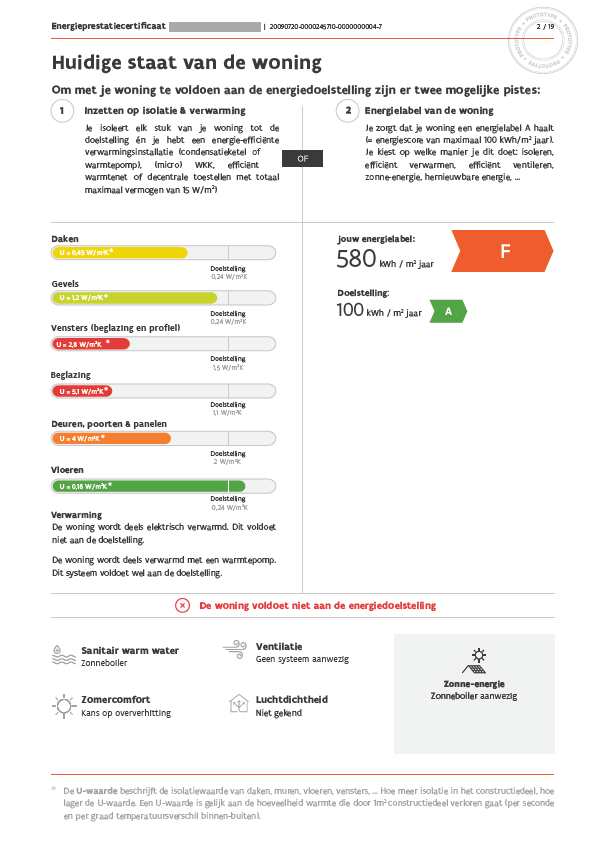 Energieprestatiecertificaat | 20090720-0000245710-0000000004-7 2 / 19
PROTOTYPE • PROTOTYPE • PROTOTYPE • PROTOTYPE
Huidige staat van de woning
Om met je woning te voldoen aan de energiedoelstelling zijn er twee mogelijke pistes:
1 Inzetten op isolatie & verwarming
Je isoleert elk stuk van je woning tot de
doelstelling én je hebt een energie-efficiënte
verwarmingsinstallatie (condensatieketel of
warmtepomp), (micro) WKK, efficiënt
warmtenet of decentrale toestellen met totaal
maximaal vermogen van 15 W/m²)
OF
2 Energielabel van de woning
Je zorgt dat je woning een energielabel A haalt
(= energiescore van maximaal 100 kWh/m² jaar).
Je kiest op welke manier je dit doet: isoleren,
efficiënt verwarmen, efficiënt ventileren,
zonne-energie, hernieuwbare energie, ...
Daken
U = 0,45 W/m²K*
Doelstelling
0,24 W/m²K
Gevels
U = 1,2 W/m²K*
Doelstelling
0,24 W/m²K
Vensters (beglazing en profiel)
U = 2,8 W/m²K *
Doelstelling
1,5 W/m²K
Beglazing
U = 5,1 W/m²K*
Doelstelling
1,1 W/m²K
Deuren, poorten & panelen
U = 4 W/m²K*
Doelstelling
2 W/m²K
Vloeren
U = 0,18 W/m²K*
Doelstelling
0,24 W/m²K
Verwarming
De woning wordt deels elektrisch verwarmd. Dit voldoet
niet aan de doelstelling.
De woning wordt deels verwarmd met een warmtepomp.
Dit systeem voldoet wel aan de doelstelling.
jouw energielabel:
580 kWh / m² jaar F
Doelstelling:
100 kWh / m² jaar A
De woning voldoet niet aan de energiedoelstelling
Sanitair warm water
Zonneboiler
Ventilatie
Geen systeem aanwezig
Zomercomfort
Kans op oververhitting
Luchtdichtheid
Niet gekend
Zonne-energie
Zonneboiler aanwezig
* De U-waarde beschrijft de isolatiewaarde van daken, muren, vloeren, vensters, ... Hoe meer isolatie in het constructiedeel, hoe
lager de U-waarde. Een U-waarde is gelijk aan de hoeveelheid warmte die door 1m² constructiedeel verloren gaat (per seconde
en per graad temperatuursverschil binnen-buiten).